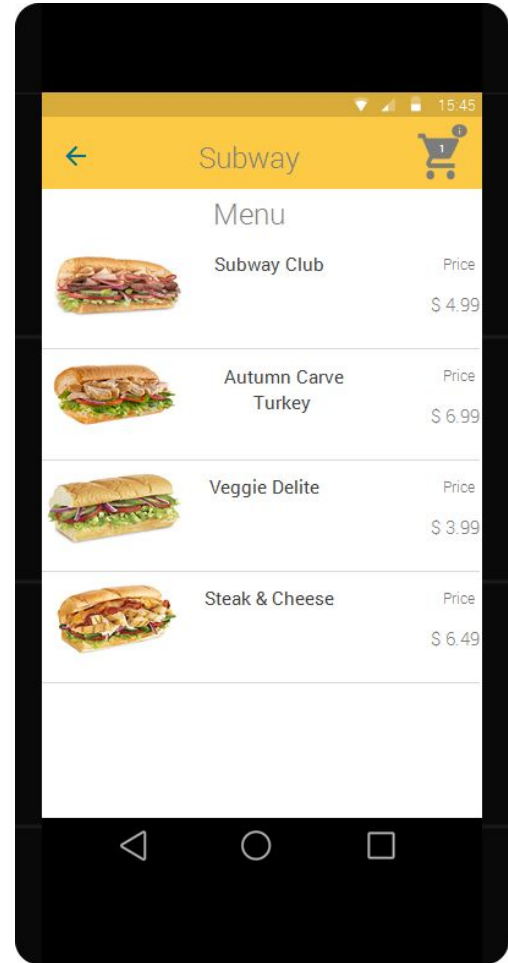 15:45
Subway
1
i
Menu
Subway Club
Price
$ 4.99
Autumn Carve
Turkey
Price
$ 6.99
Veggie Delite
Price
$ 3.99
Steak & Cheese
Price
$ 6.49